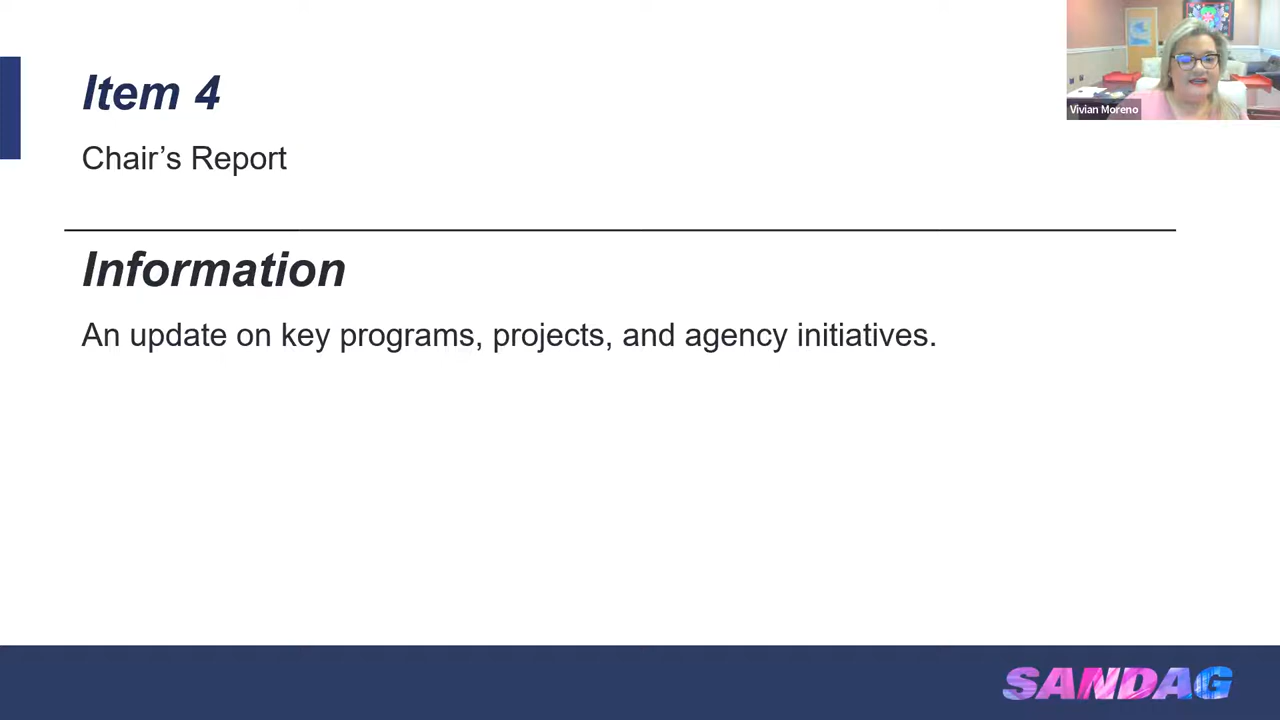 Item 4
Chair’s Report
Information
An update on key programs, projects, and agency initiatives.
Vivian Moreno
SANDAG